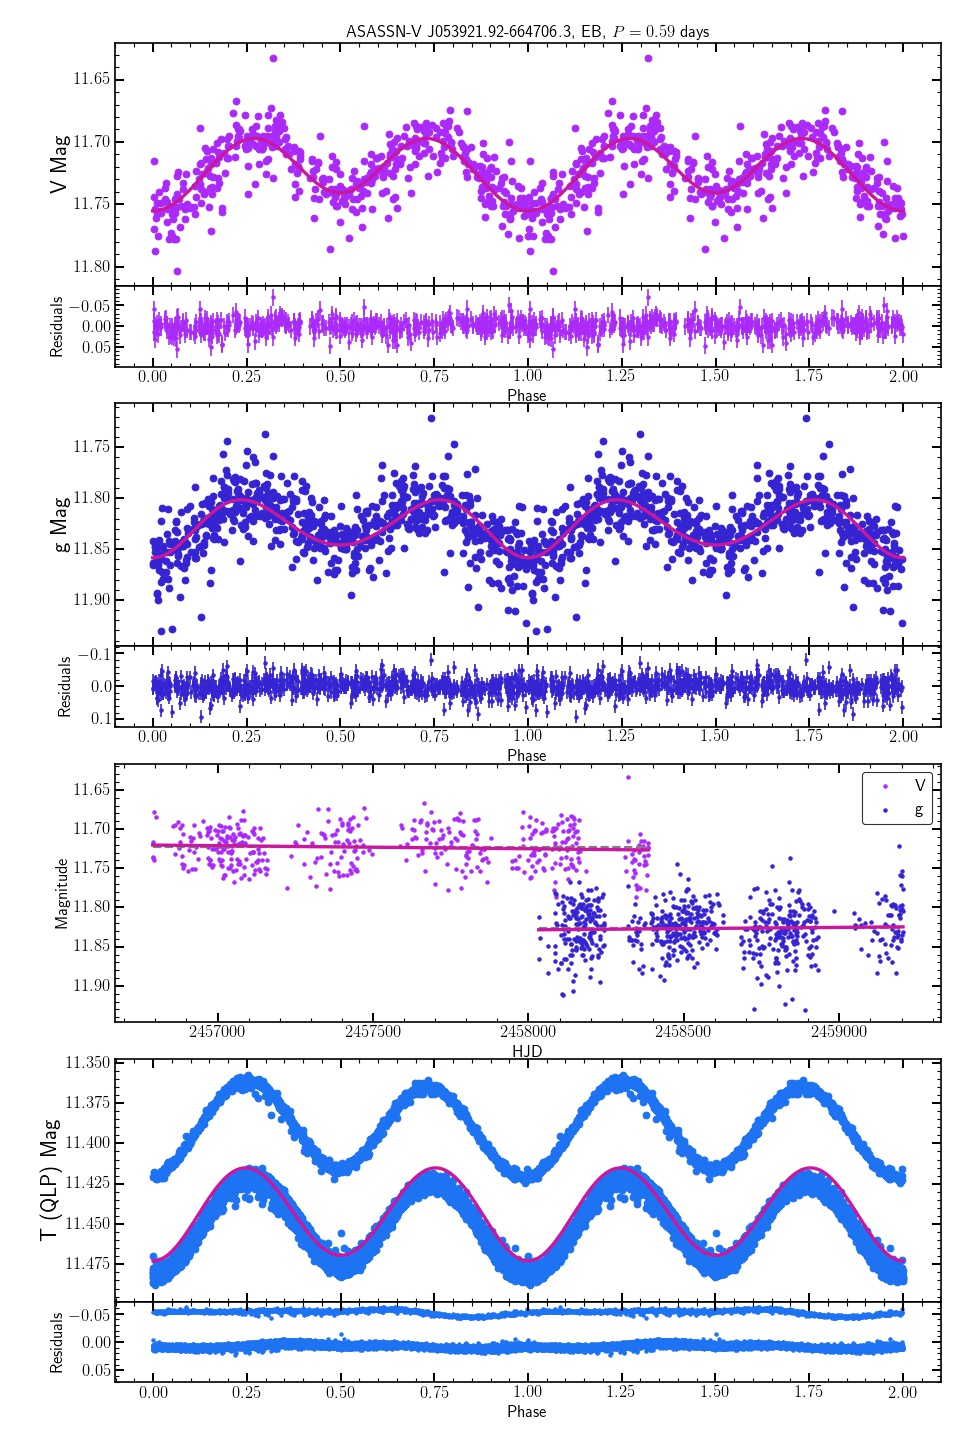 ASASSN-V J053921.92-664706.3, EB, P = 0.59 days
V Mag
11.65
11.70
11.75
11.80
Residuals
−0.05
0.00
0.05
0.00 0.25 0.50 0.75 1.00 1.25 1.50 1.75 2.00
Phase
g Mag
11.75
11.80
11.85
11.90
Residuals
−0.1
0.0
0.1
0.00 0.25 0.50 0.75 1.00 1.25 1.50 1.75 2.00
Phase
Magnitude
11.65
11.70
11.75
11.80
11.85
11.90
V
g
2457000 2457500 2458000 2458500 2459000
HJD
T (QLP) Mag
11.350
11.375
11.400
11.425
11.450
11.475
Residuals
−0.05
0.00
0.05
0.00 0.25 0.50 0.75 1.00 1.25 1.50 1.75 2.00
Phase